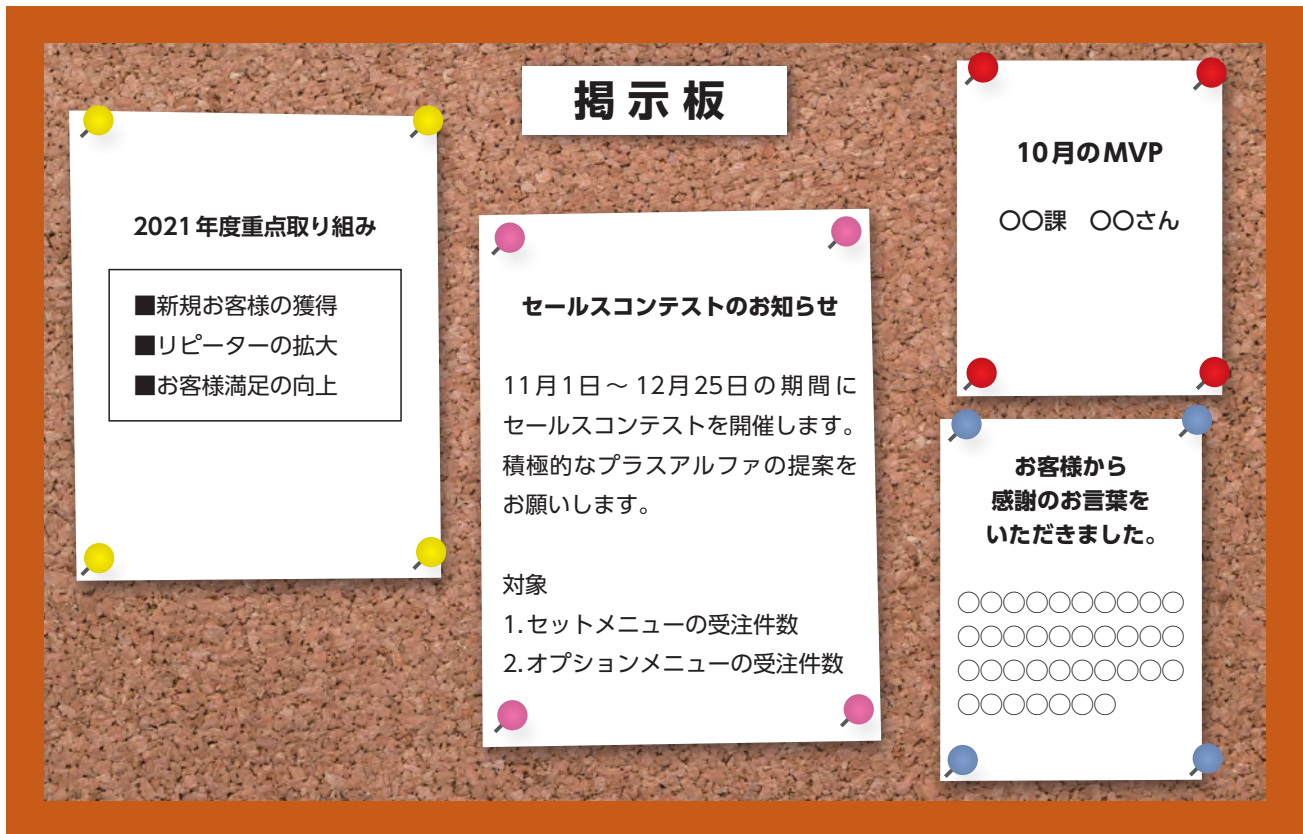 掲示板
2021年度重点取り組み
■新規お客様の獲得
■リピーターの拡大
■お客様満足の向上
セールスコンテストのお知らせ
11月1日～12月25日の期間に
セールスコンテストを開催します。
積極的なプラスアルファの提案を
お願いします。
対象
1.セットメニューの受注件数
2.オプションメニューの受注件数
10月のMVP
〇〇課　〇〇さん
お客様から
感謝のお言葉を
いただきました。
◯◯◯◯◯◯◯◯◯◯
◯◯◯◯◯◯◯◯◯◯
◯◯◯◯◯◯◯◯◯◯
◯◯◯◯◯◯◯